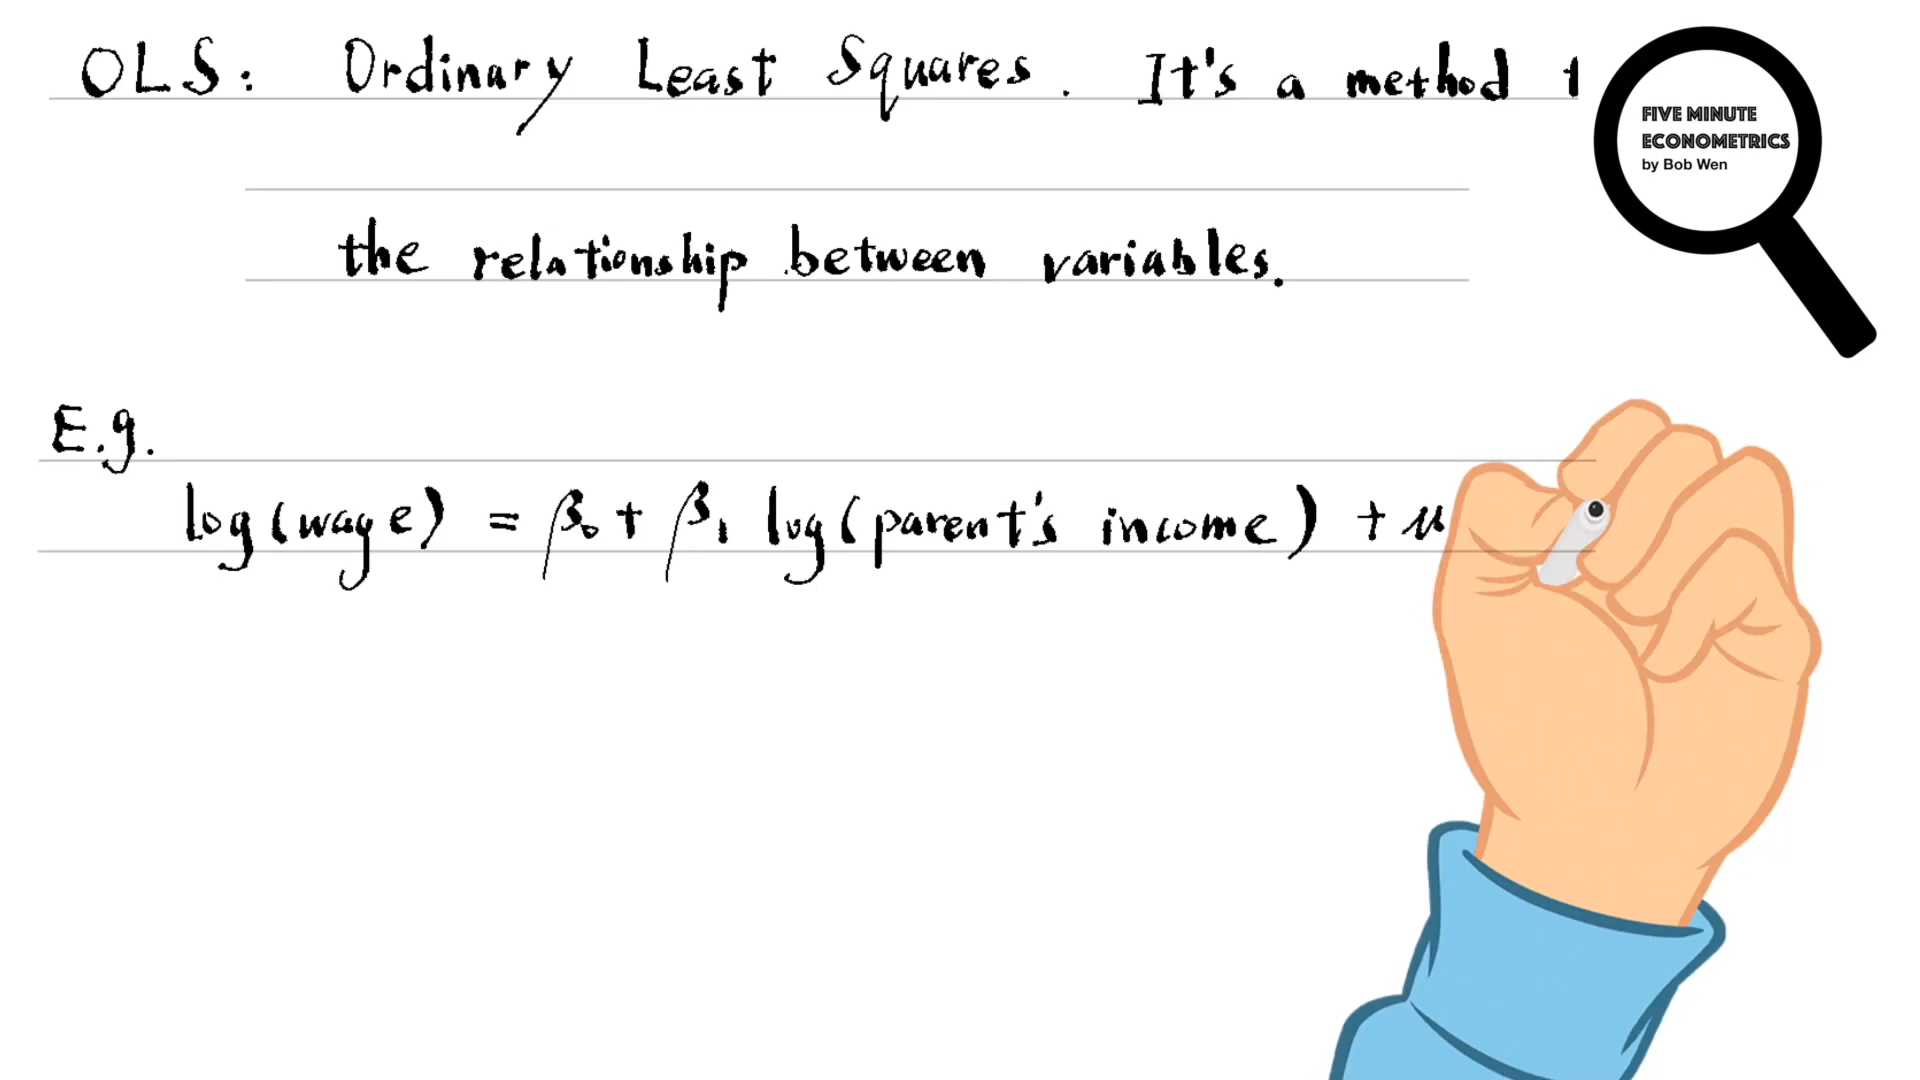 OLS: Ordinary Least Squares. It's a method t
FIVE MINUTE
ECONOMETRICS
by Bob Wen
the relationship between variables.
E.g.
log(wage) = β₀ + β₁ log(parent's income) + u